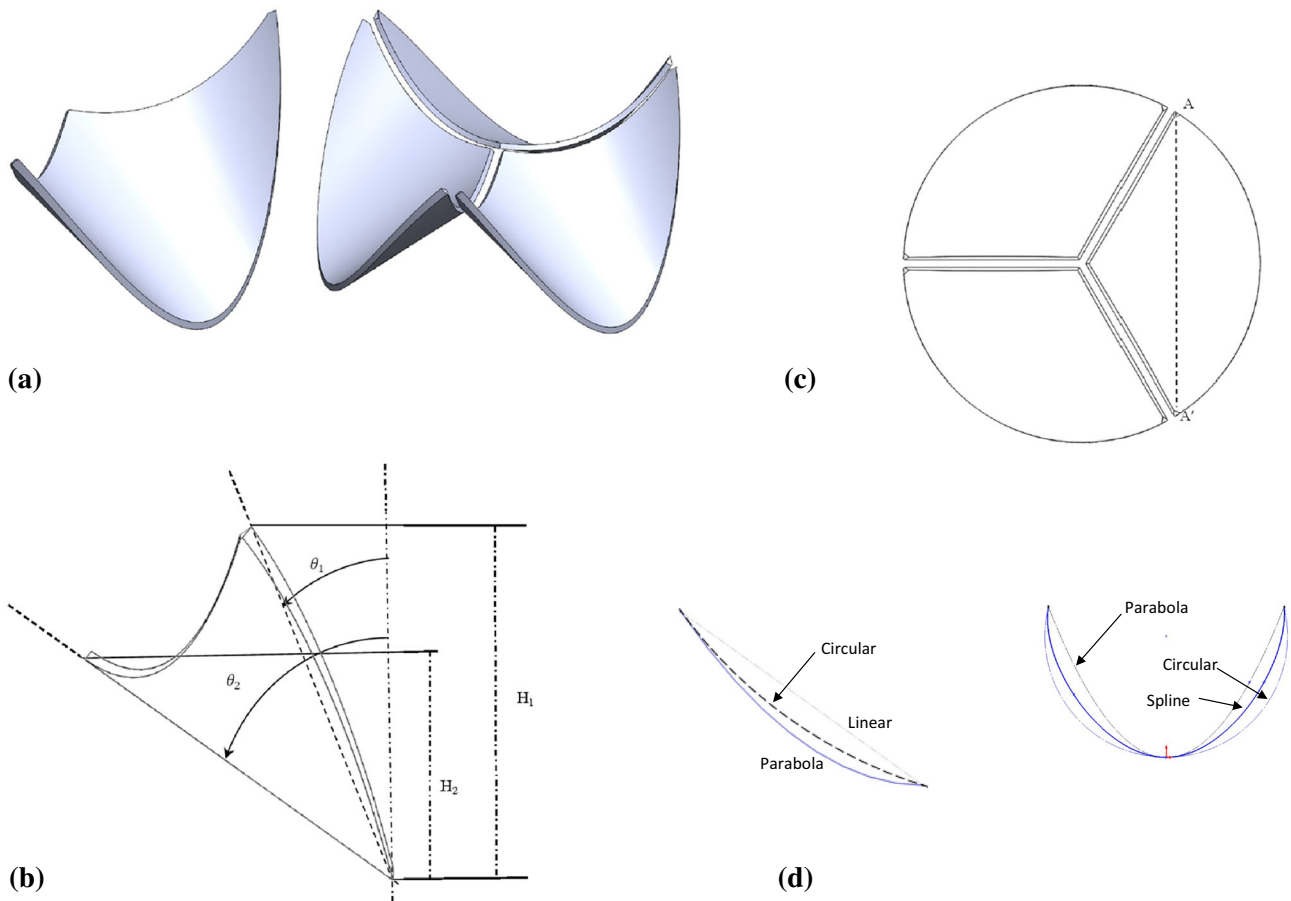 (a)
A
A′
(c)
θ₁
θ₂
H₁
H₂
(b)
Circular
Linear
Parabola
Parabola
Circular
Spline
(d)